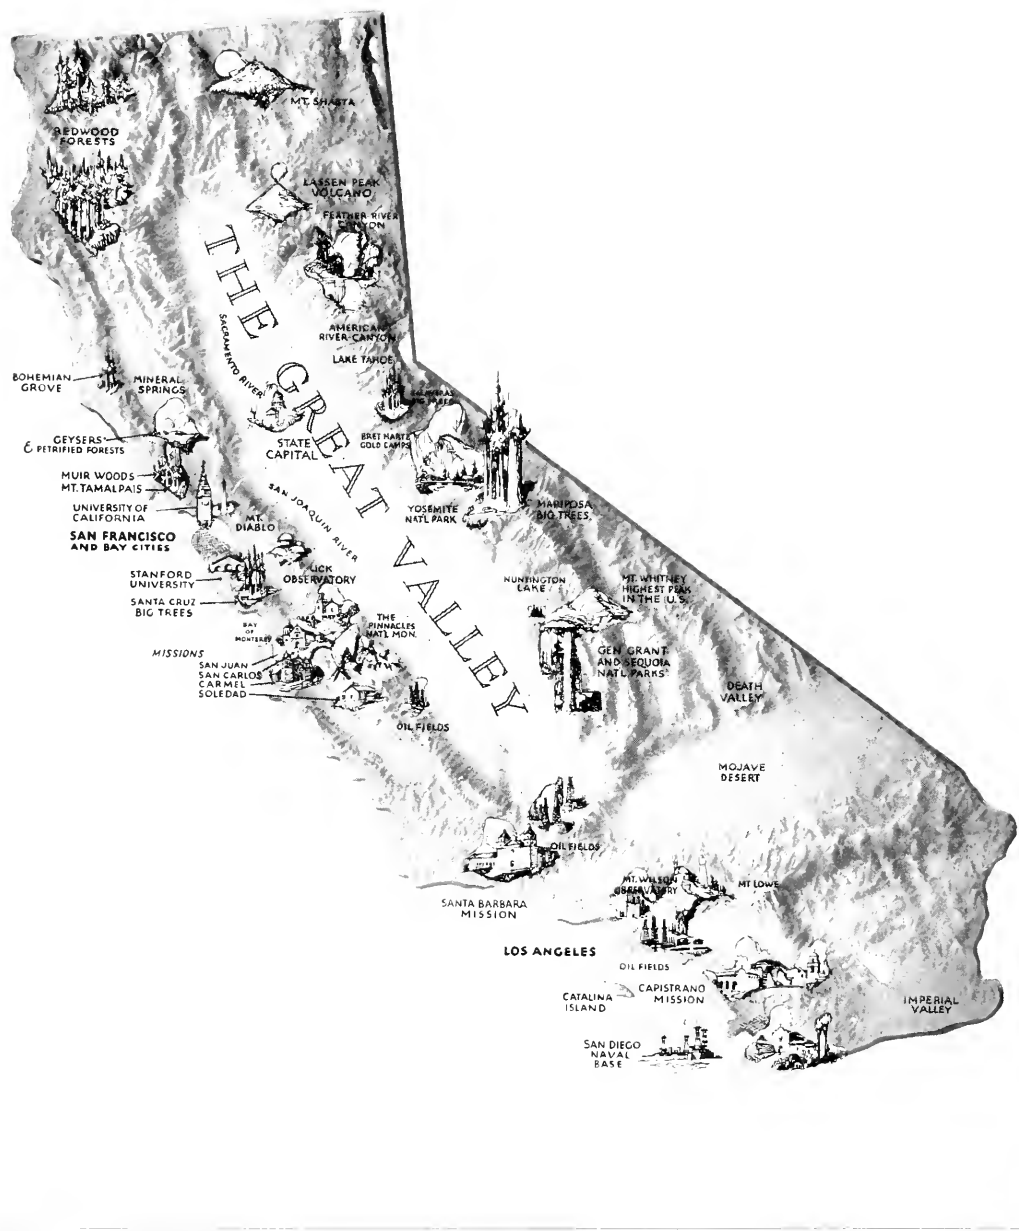 MT. SHASTA
REDWOOD
FORESTS
LASSEN PEAK
VOLCANO
FEATHER RIVER
CANYON
THE GREAT VALLEY
SACRAMENTO RIVER
AMERICAN
RIVER-CANYON
LAKE TAHOE
BOHEMIAN
GROVE
MINERAL
SPRINGS
CALAVERAS
BIG TREES
GEYSERS
& PETRIFIED FORESTS
STATE
CAPITAL
BRET HARTE
GOLD CAMPS
MUIR WOODS
MT. TAMALPAIS
UNIVERSITY OF
CALIFORNIA
MT.
DIABLO
SAN JOAQUIN RIVER
YOSEMITE
NAT'L PARK
MARIPOSA
BIG TREES
SAN FRANCISCO
AND BAY CITIES
STANFORD
UNIVERSITY
LICK
OBSERVATORY
SANTA CRUZ
BIG TREES
HUNTINGTON
LAKE
MT. WHITNEY
HIGHEST PEAK
IN THE U.S.
BAY
OF
MONTEREY
THE
PINNACLES
NAT'L MON.
MISSIONS
SAN JUAN
SAN CARLOS
CARMEL
SOLEDAD
GEN GRANT
AND SEQUOIA
NATL. PARKS
DEATH
VALLEY
OIL FIELDS
MOJAVE
DESERT
OIL FIELDS
SANTA BARBARA
MISSION
MT. WILSON
OBSERVATORY
MT LOWE
LOS ANGELES
OIL FIELDS
CAPISTRANO
MISSION
CATALINA
ISLAND
IMPERIAL
VALLEY
SAN DIEGO
NAVAL
BASE